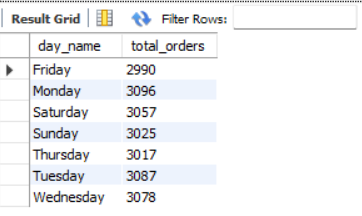 Result Grid Filter Rows:
day_name total_orders
Friday 2990
Monday 3096
Saturday 3057
Sunday 3025
Thursday 3017
Tuesday 3087
Wednesday 3078